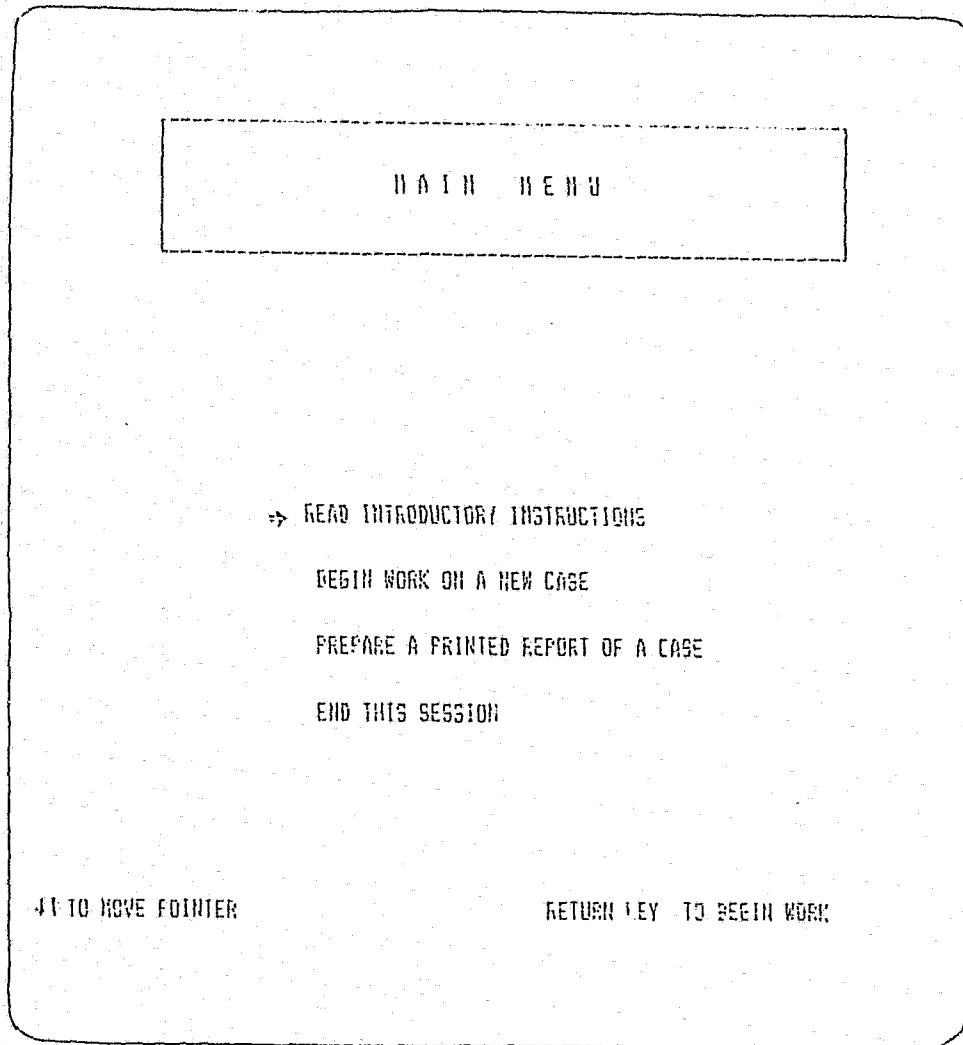 MAIN MENU
⇒ READ INTRODUCTORY INSTRUCTIONS
BEGIN WORK ON A NEW CASE
PREPARE A PRINTED REPORT OF A CASE
END THIS SESSION
↓↑ TO MOVE POINTER
RETURN KEY TO BEGIN WORK